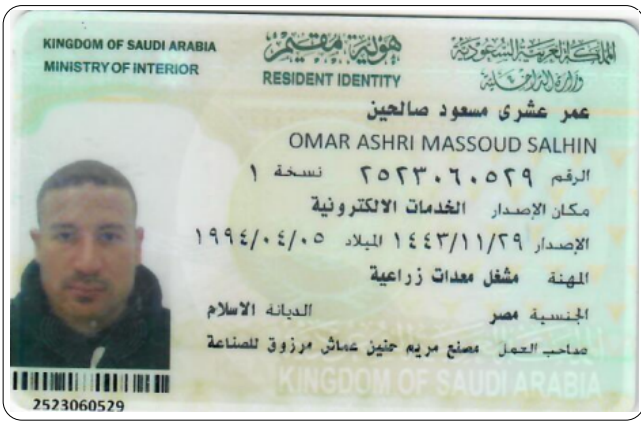 KINGDOM OF SAUDI ARABIA
MINISTRY OF INTERIOR
هوية مقيم
RESIDENT IDENTITY
المملكة العربية السعودية
وزارة الداخلية
عمر عشرى مسعود صالحين
OMAR ASHRI MASSOUD SALHIN
الرقم ٢٥٢٣٠٦٠٥٢٩ نسخة ١
مكان الإصدار الخدمات الالكترونية
الإصدار ١٤٤٣/١١/٢٩ الميلاد ١٩٩٤/٠٤/٠٥
المهنة مشغل معدات زراعية
الجنسية مصر الديانه الاسلام
صاحب العمل مصنع مريم حنين عماش مرزوق للصناعة
KINGDOM OF SAUDI ARABIA
2523060529